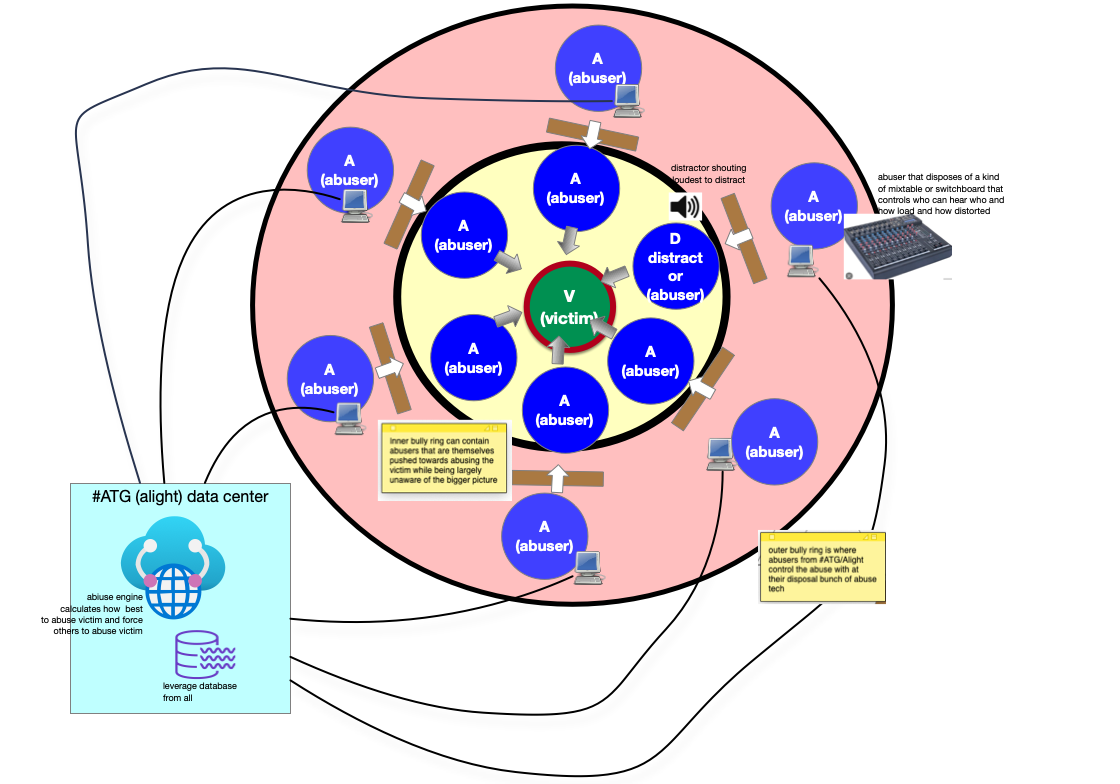 A
(abuser)
A
(abuser)
distractor shouting
loudest to distract
A
(abuser)
abuser that disposes of a kind
of mixtable or switchboard that
controls who can hear who and
how load and how distorted
A
(abuser)
A
(abuser)
D
distract
or
(abuser)
V
(victim)
A
(abuser)
A
(abuser)
A
(abuser)
A
(abuser)
A
(abuser)
Inner bully ring can contain
abusers that are themselves
pushed towards abusing the
victim while being largely
unaware of the bigger picture
A
(abuser)
#ATG (alight) data center
A
(abuser)
outer bully ring is where
abusers from #ATG/Alight
control the abuse with at
their disposal bunch of abuse
tech
abiuse engine
calculates how best
to abuse victim and force
others to abuse victim
leverage database
from all